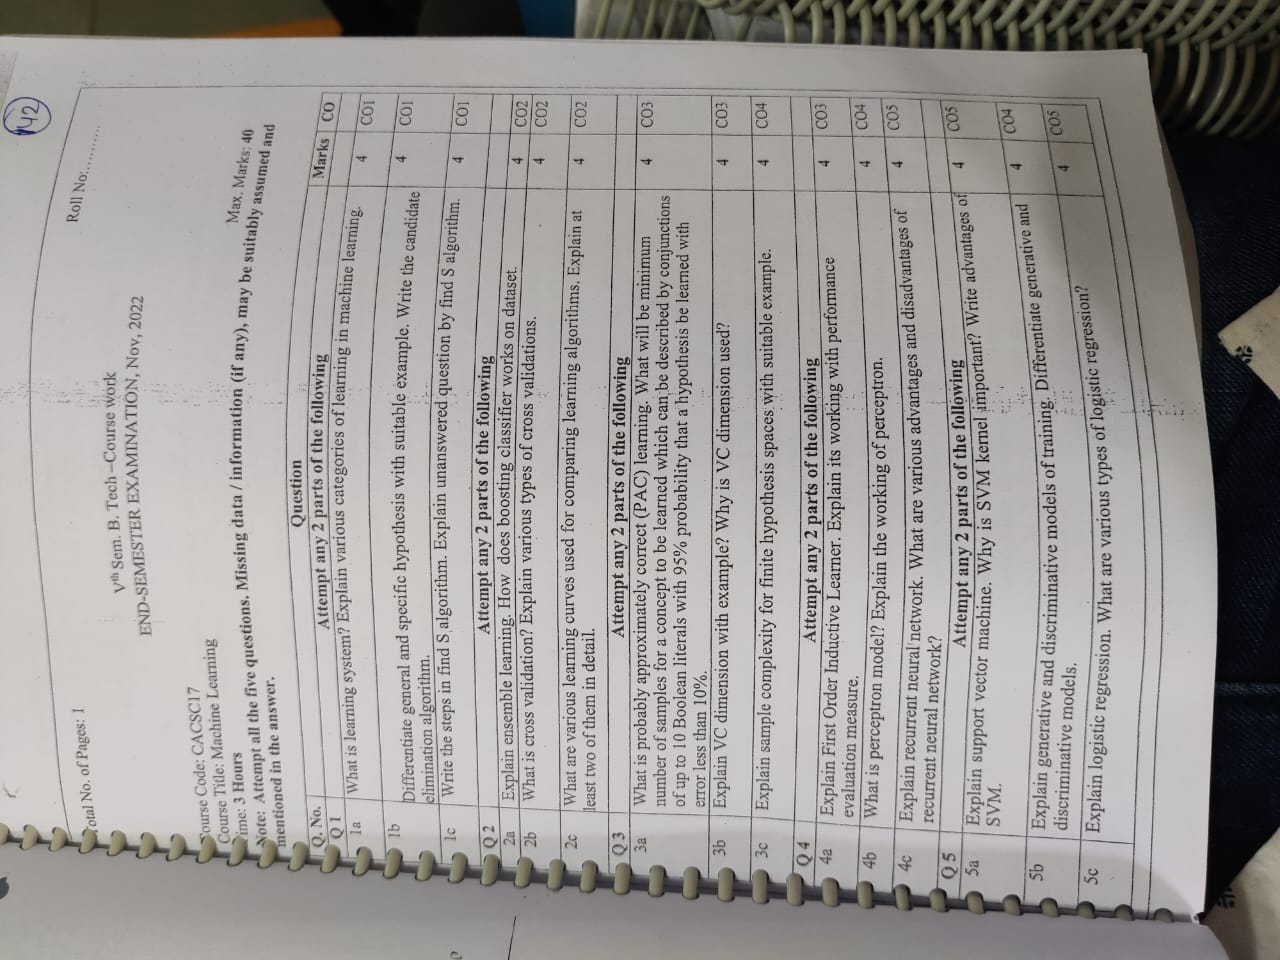 142
Total No. of Pages: 1 Roll No:............
Vth Sem. B. Tech –Course work
END-SEMESTER EXAMINATION, Nov, 2022
Course Code: CACSC17
Course Title: Machine Learning
Time: 3 Hours Max. Marks: 40
Note: Attempt all the five questions. Missing data / information (if any), may be suitably assumed and
mentioned in the answer.
Q. No. Question Marks CO
Q 1 Attempt any 2 parts of the following
1a What is learning system? Explain various categories of learning in machine learning. 4 CO1
1b Differentiate general and specific hypothesis with suitable example. Write the candidate 4 CO1
elimination algorithm.
1c Write the steps in find S algorithm. Explain unanswered question by find S algorithm. 4 CO1
Q 2 Attempt any 2 parts of the following
2a Explain ensemble learning. How does boosting classifier works on dataset. 4 CO2
2b What is cross validation? Explain various types of cross validations. 4 CO2
2c What are various learning curves used for comparing learning algorithms. Explain at 4 CO2
least two of them in detail.
Q 3 Attempt any 2 parts of the following
3a What is probably approximately correct (PAC) learning. What will be minimum 4 CO3
number of samples for a concept to be learned which can be described by conjunctions
of up to 10 Boolean literals with 95% probability that a hypothesis be learned with
error less than 10%.
3b Explain VC dimension with example? Why is VC dimension used? 4 CO3
3c Explain sample complexity for finite hypothesis spaces with suitable example. 4 CO4
Q 4 Attempt any 2 parts of the following
4a Explain First Order Inductive Learner. Explain its working with performance 4 CO3
evaluation measure.
4b What is perceptron model? Explain the working of perceptron. 4 CO4
4c Explain recurrent neural network. What are various advantages and disadvantages of 4 CO5
recurrent neural network?
Q 5 Attempt any 2 parts of the following
5a Explain support vector machine. Why is SVM kernel important? Write advantages of 4 CO5
SVM.
5b Explain generative and discriminative models of training. Differentiate generative and 4 CO4
discriminative models.
5c Explain logistic regression. What are various types of logistic regression? 4 CO5